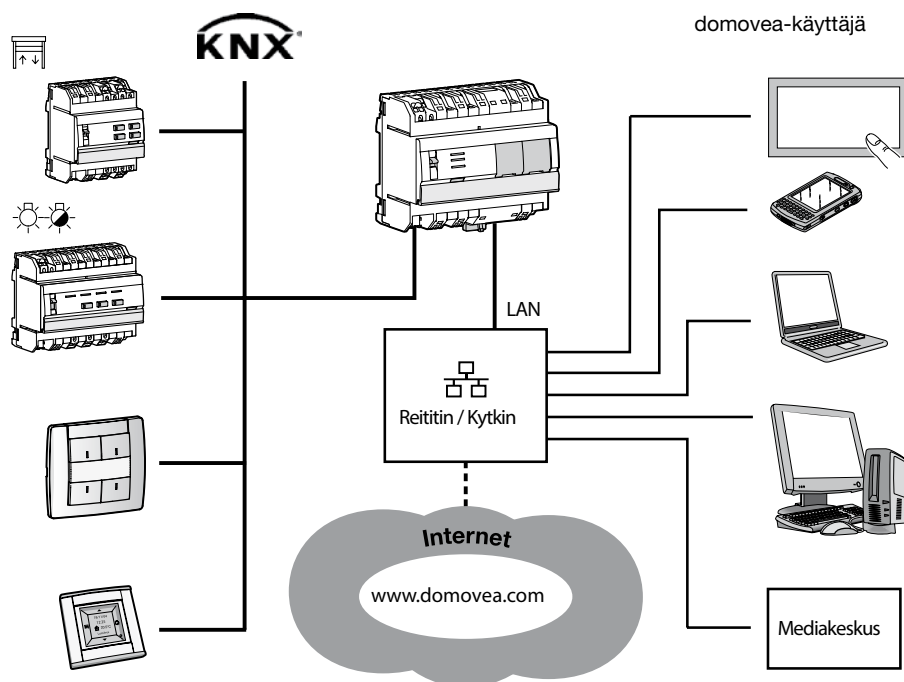 domovea-käyttäjä
KNX®
LAN
Reititin / Kytkin
Internet
www.domovea.com
Mediakeskus